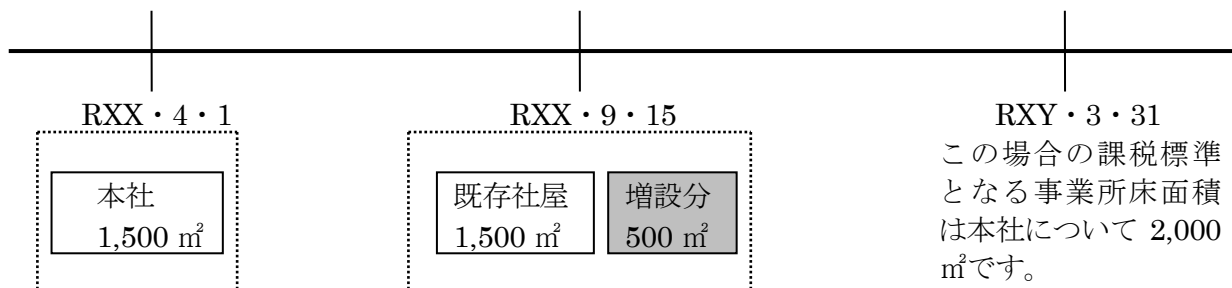 RXX・4・1
RXX・9・15
RXY・3・31
本社
1,500 ㎡
既存社屋
1,500 ㎡
増設分
500 ㎡
この場合の課税標準
となる事業所床面積
は本社について 2,000
㎡です。